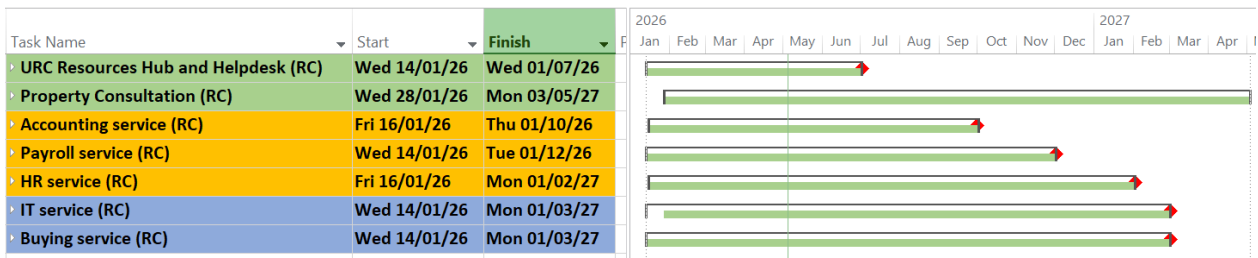 2026 2027
Task Name Start Finish P Jan Feb Mar Apr May Jun Jul Aug Sep Oct Nov Dec Jan Feb Mar Apr
URC Resources Hub and Helpdesk (RC) Wed 14/01/26 Wed 01/07/26
Property Consultation (RC) Wed 28/01/26 Mon 03/05/27
Accounting service (RC) Fri 16/01/26 Thu 01/10/26
Payroll service (RC) Wed 14/01/26 Tue 01/12/26
HR service (RC) Fri 16/01/26 Mon 01/02/27
IT service (RC) Wed 14/01/26 Mon 01/03/27
Buying service (RC) Wed 14/01/26 Mon 01/03/27